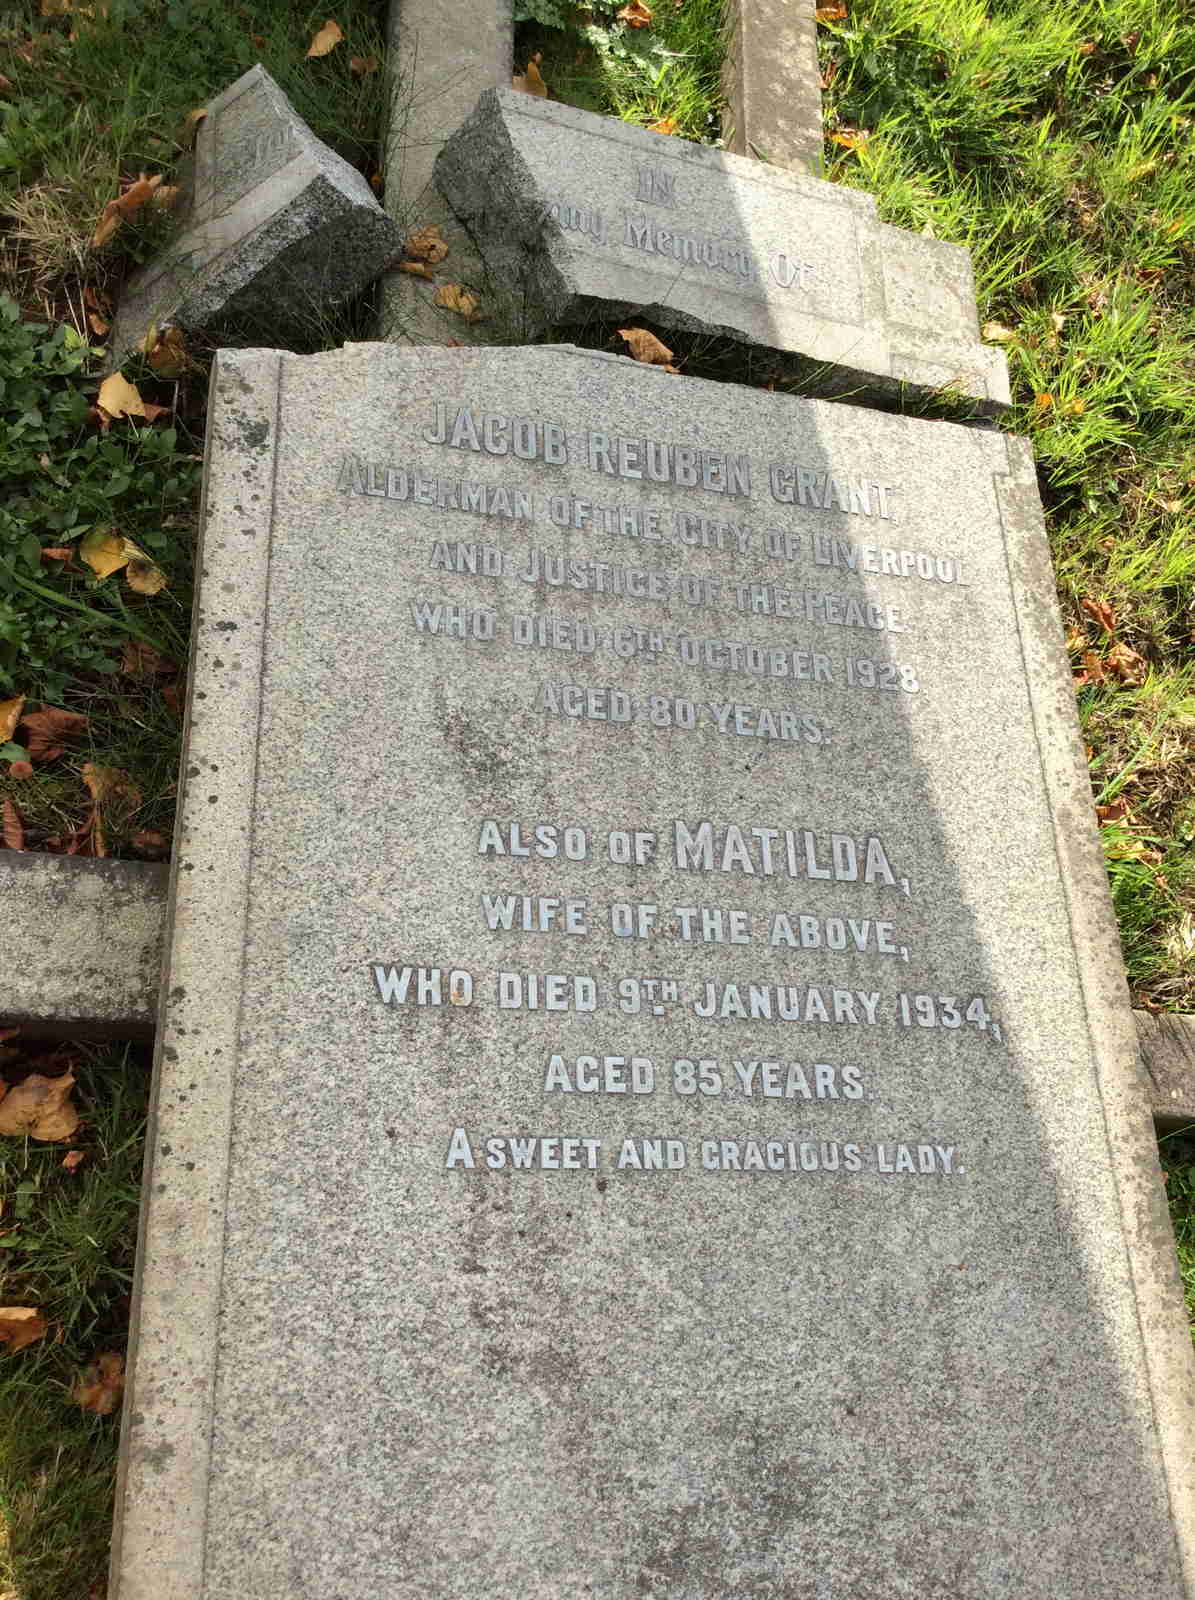 IN
Memory Of
JACOB REUBEN GRANT,
ALDERMAN OF THE CITY OF LIVERPOOL
AND JUSTICE OF THE PEACE
WHO DIED 6TH OCTOBER 1928
AGED 80 YEARS.
ALSO OF MATILDA,
WIFE OF THE ABOVE,
WHO DIED 9TH JANUARY 1934,
AGED 85 YEARS.
A SWEET AND GRACIOUS LADY.